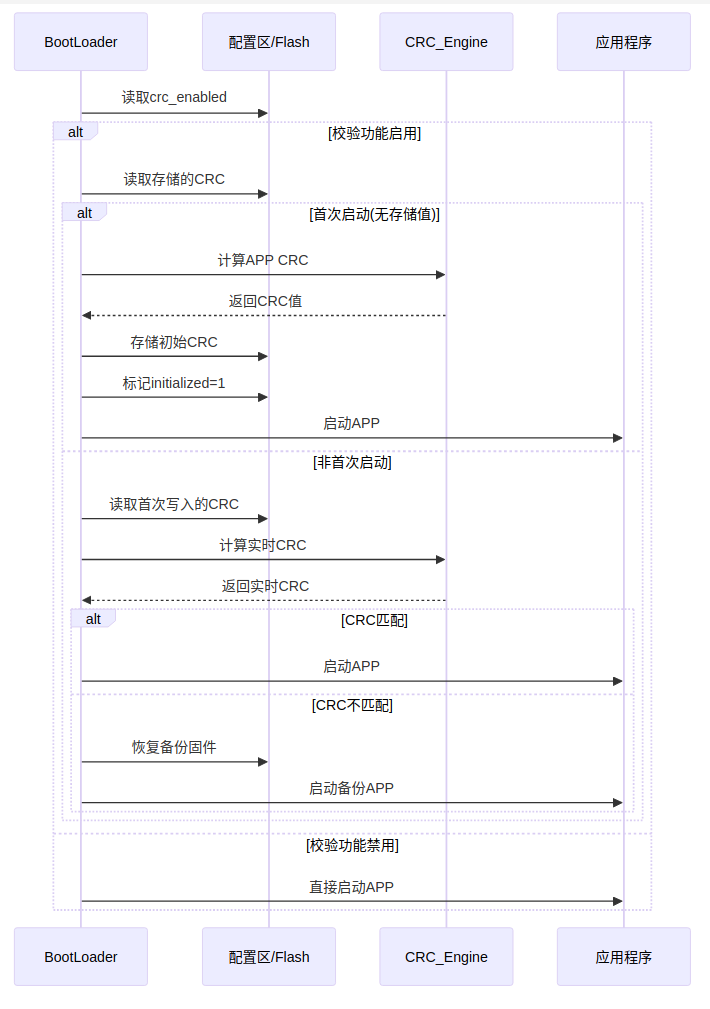 BootLoader
配置区/Flash
CRC_Engine
应用程序
读取crc_enabled
alt
[校验功能启用]
读取存储的CRC
alt
[首次启动(无存储值)]
计算APP CRC
返回CRC值
存储初始CRC
标记initialized=1
启动APP
[非首次启动]
读取首次写入的CRC
计算实时CRC
返回实时CRC
alt
[CRC匹配]
启动APP
[CRC不匹配]
恢复备份固件
启动备份APP
[校验功能禁用]
直接启动APP
BootLoader
配置区/Flash
CRC_Engine
应用程序